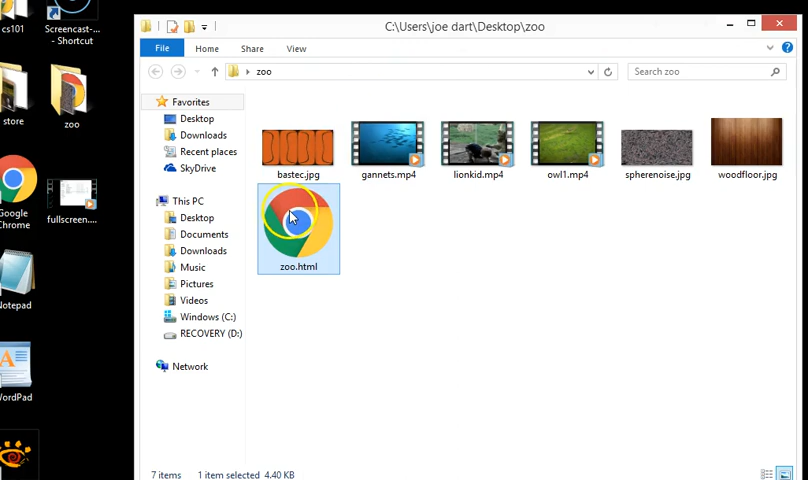 cs101
Screencast-...
- Shortcut
store
zoo
Google
Chrome
fullscreen....
Notepad
WordPad
C:\Users\joe dart\Desktop\zoo
File
Home
Share
View
zoo
Search zoo
Favorites
Desktop
Downloads
Recent places
SkyDrive
This PC
Desktop
Documents
Downloads
Music
Pictures
Videos
Windows (C:)
RECOVERY (D:)
Network
bastec.jpg
gannets.mp4
lionkid.mp4
owl1.mp4
spherenoise.jpg
woodfloor.jpg
zoo.html
7 items
1 item selected 4.40 KB